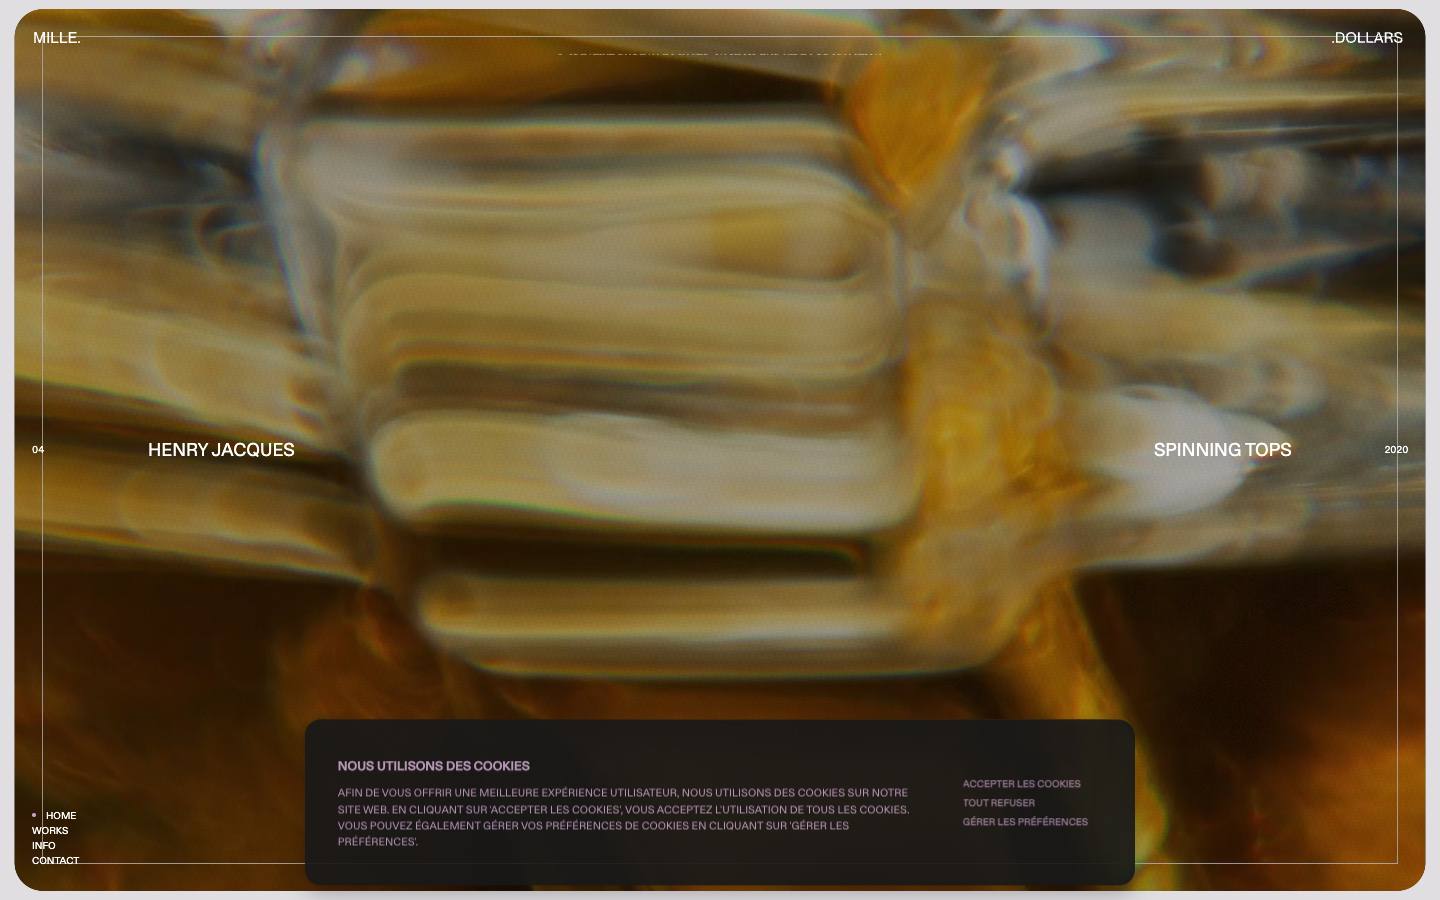 MILLE.
.DOLLARS
04
HENRY JACQUES
SPINNING TOPS
2020
NOUS UTILISONS DES COOKIES
AFIN DE VOUS OFFRIR UNE MEILLEURE EXPÉRIENCE UTILISATEUR, NOUS UTILISONS DES COOKIES SUR NOTRE
SITE WEB. EN CLIQUANT SUR 'ACCEPTER LES COOKIES', VOUS ACCEPTEZ L'UTILISATION DE TOUS LES COOKIES.
VOUS POUVEZ ÉGALEMENT GÉRER VOS PRÉFÉRENCES DE COOKIES EN CLIQUANT SUR 'GÉRER LES
PRÉFÉRENCES'.
ACCEPTER LES COOKIES
TOUT REFUSER
GÉRER LES PRÉFÉRENCES
HOME
WORKS
INFO
CONTACT